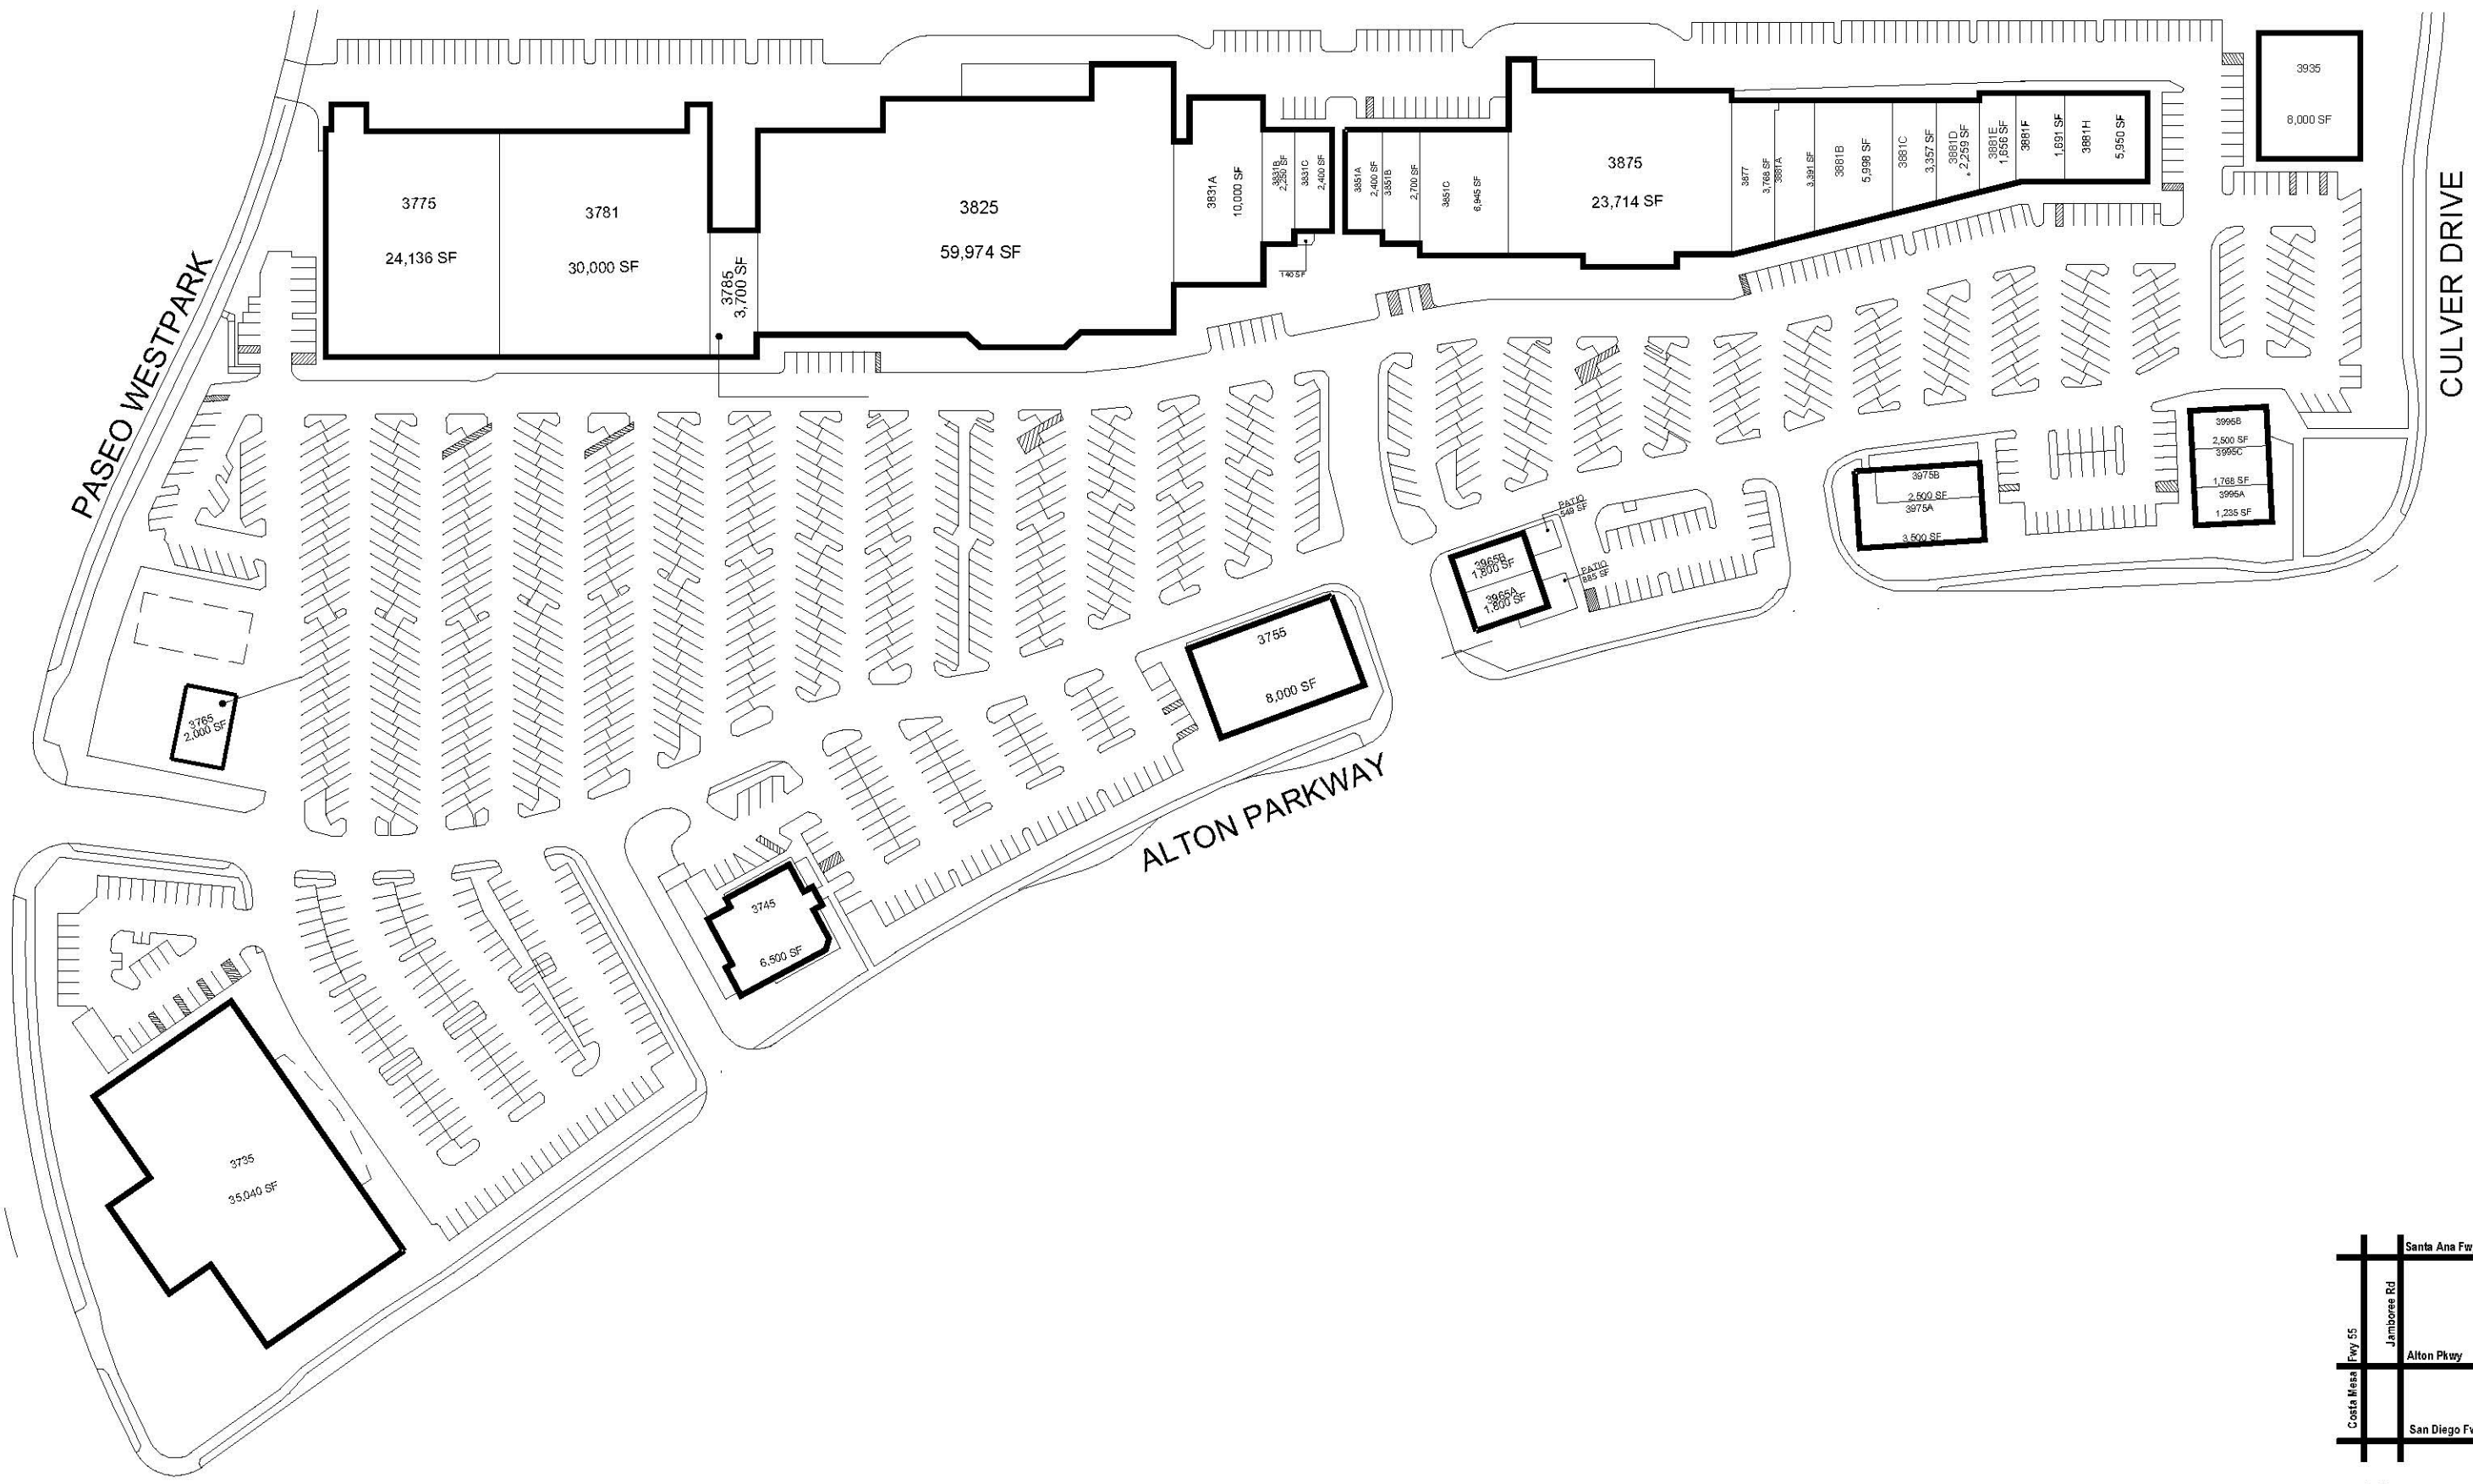 3935
8,000 SF
3775
24,136 SF
3781
30,000 SF
3785
3,700 SF
3825
59,974 SF
3831A
10,000 SF
3831B
2,250 SF
3831C
2,400 SF
140 SF
3851A
2,400 SF
3851B
2,700 SF
3851C
6,945 SF
3875
23,714 SF
3877
3,768 SF
3881A
3,391 SF
3881B
5,998 SF
3881C
3,357 SF
3881D
2,259 SF
3881E
1,656 SF
3881F
1,691 SF
3881H
5,950 SF
PASEO WESTPARK
CULVER DRIVE
3995B
2,500 SF
3995C
1,768 SF
3995A
1,235 SF
3975B
2,500 SF
3975A
3,500 SF
PATIO
549 SF
3965B
1,800 SF
PATIO
885 SF
3965A
1,800 SF
3755
8,000 SF
3765
2,000 SF
ALTON PARKWAY
3745
6,500 SF
3735
35,040 SF
Santa Ana Fw
Jamboree Rd
Costa Mesa Fwy 55
Alton Pkwy
San Diego Fw